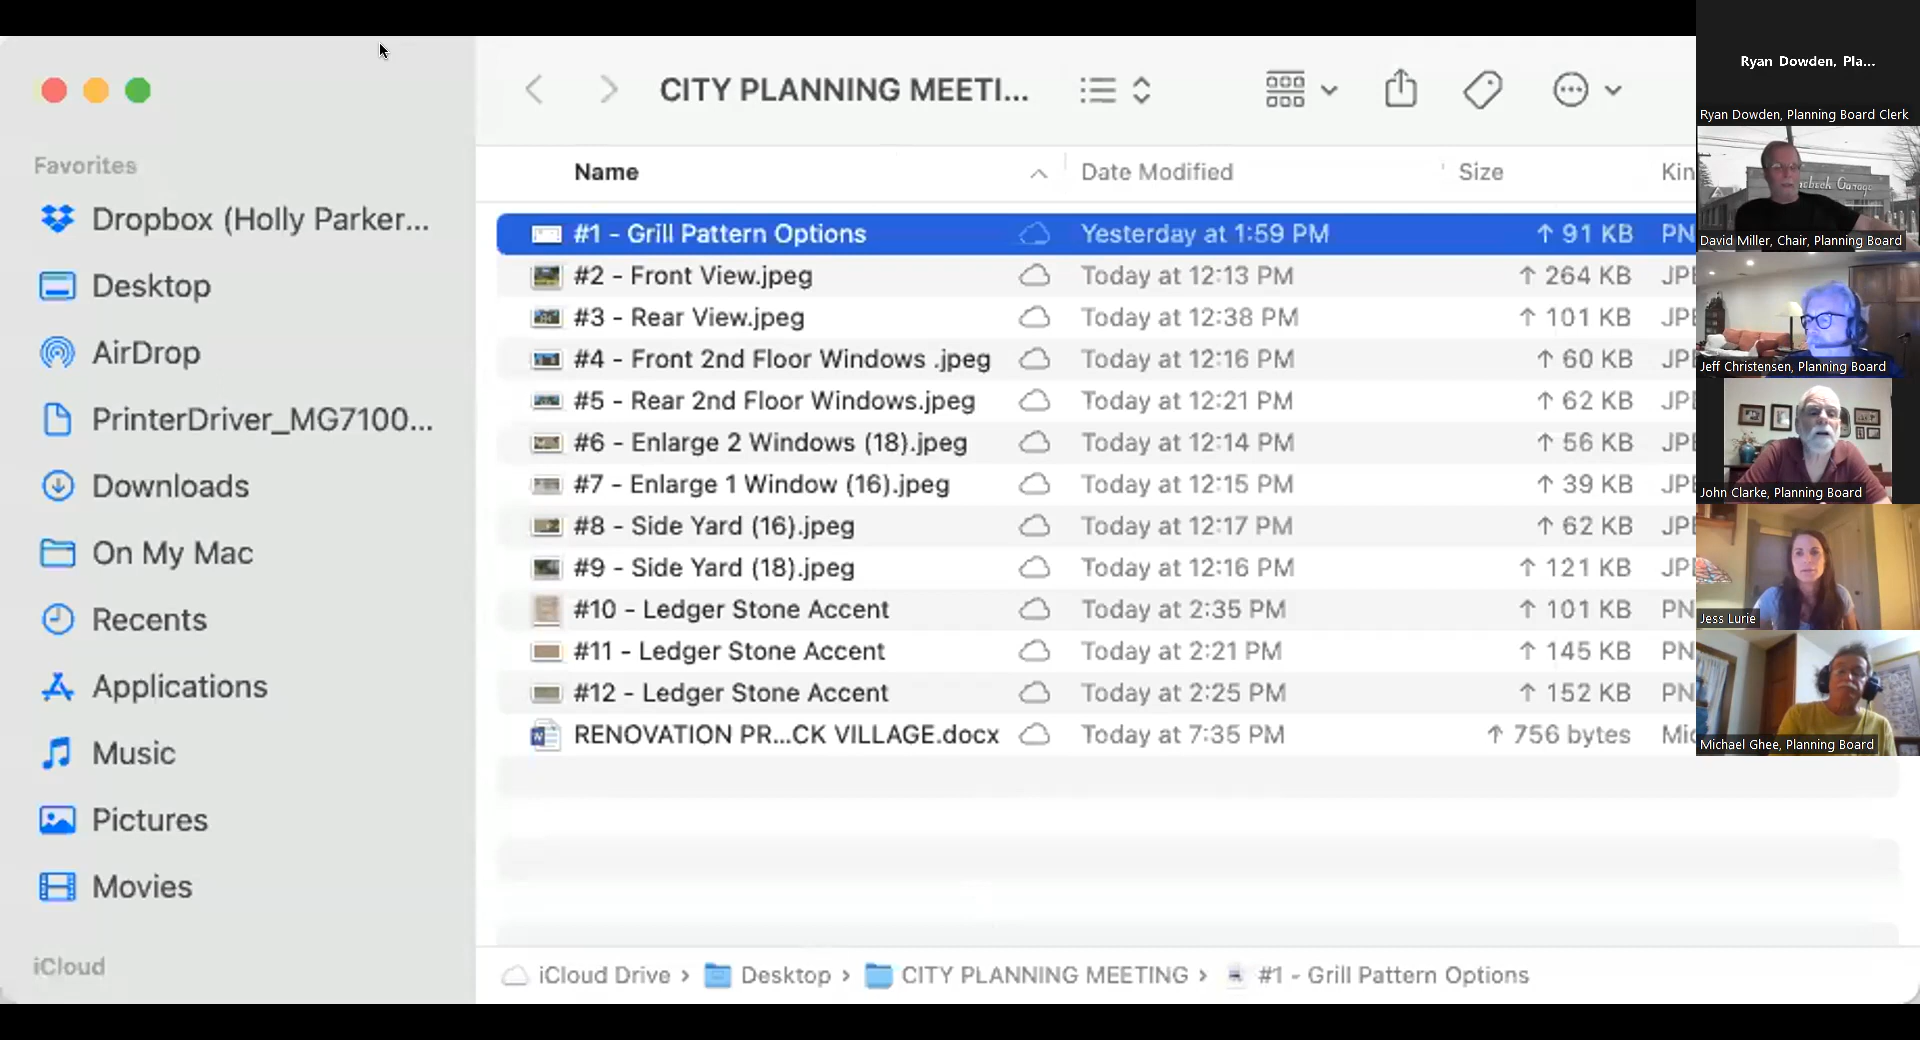 CITY PLANNING MEETI...
Favorites
Dropbox (Holly Parker...
Desktop
AirDrop
PrinterDriver_MG7100...
Downloads
On My Mac
Recents
Applications
Music
Pictures
Movies
iCloud
Name Date Modified Size Kin
#1 - Grill Pattern Options Yesterday at 1:59 PM ↑ 91 KB PN
#2 - Front View.jpeg Today at 12:13 PM ↑ 264 KB JPE
#3 - Rear View.jpeg Today at 12:38 PM ↑ 101 KB JPE
#4 - Front 2nd Floor Windows .jpeg Today at 12:16 PM ↑ 60 KB JPE
#5 - Rear 2nd Floor Windows.jpeg Today at 12:21 PM ↑ 62 KB JPE
#6 - Enlarge 2 Windows (18).jpeg Today at 12:14 PM ↑ 56 KB JPE
#7 - Enlarge 1 Window (16).jpeg Today at 12:15 PM ↑ 39 KB JPE
#8 - Side Yard (16).jpeg Today at 12:17 PM ↑ 62 KB JPE
#9 - Side Yard (18).jpeg Today at 12:16 PM ↑ 121 KB JPE
#10 - Ledger Stone Accent Today at 2:35 PM ↑ 101 KB PN
#11 - Ledger Stone Accent Today at 2:21 PM ↑ 145 KB PN
#12 - Ledger Stone Accent Today at 2:25 PM ↑ 152 KB PN
RENOVATION PR...CK VILLAGE.docx Today at 7:35 PM ↑ 756 bytes Mic
iCloud Drive › Desktop › CITY PLANNING MEETING › #1 - Grill Pattern Options
Ryan Dowden, Pla...
Ryan Dowden, Planning Board Clerk
Garage
David Miller, Chair, Planning Board
Jeff Christensen, Planning Board
John Clarke, Planning Board
Jess Lurie
Michael Ghee, Planning Board